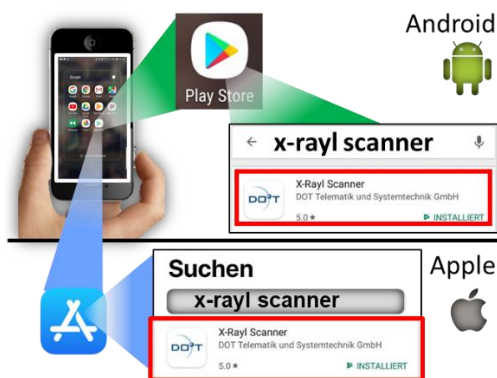 Android
Play Store
x-rayl scanner
X-Rayl Scanner
DOT Telematik und Systemtechnik GmbH
5.0 ★
INSTALLIERT
Suchen
Apple
x-rayl scanner
X-Rayl Scanner
DOT Telematik und Systemtechnik GmbH
5.0 ★
INSTALLIERT